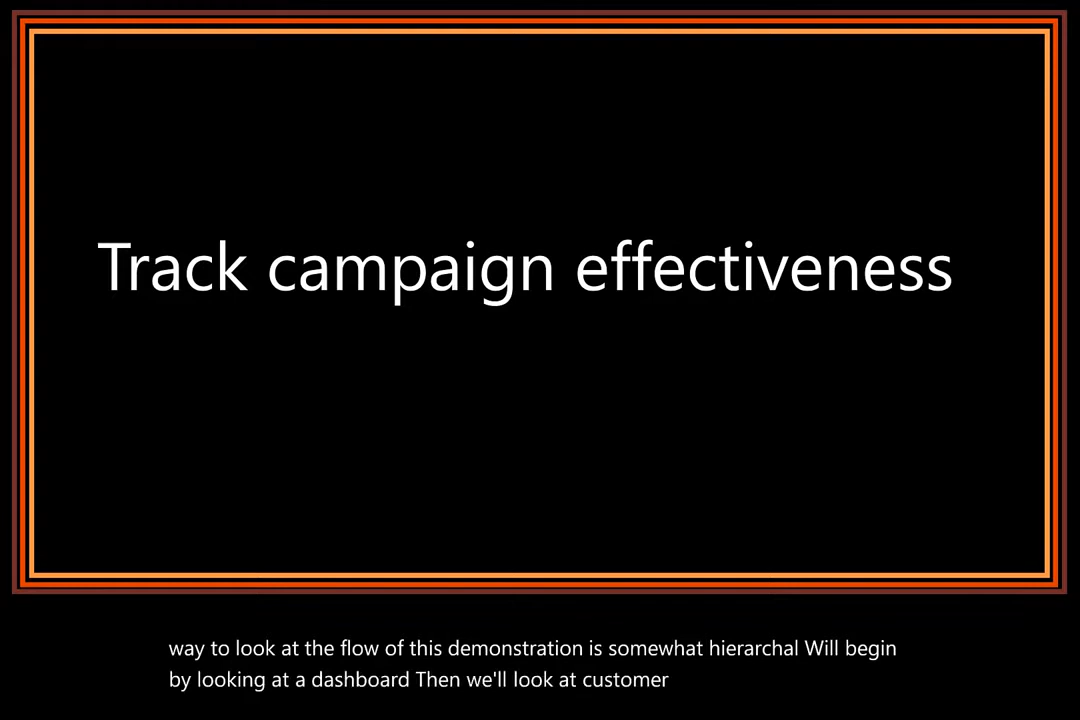 Track campaign effectiveness
way to look at the flow of this demonstration is somewhat hierarchal Will begin
by looking at a dashboard Then we'll look at customer